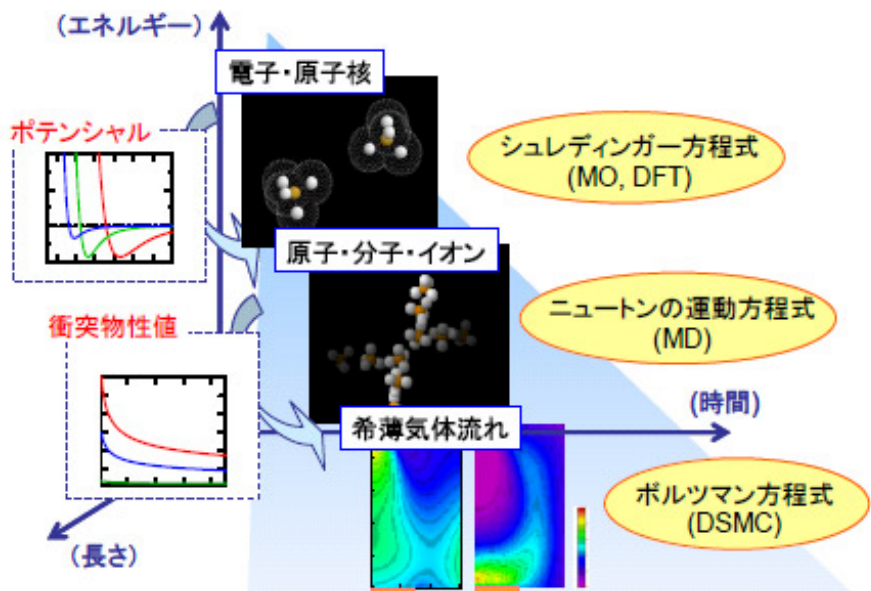 (エネルギー)
電子・原子核
ポテンシャル
シュレディンガー方程式
(MO, DFT)
原子・分子・イオン
衝突物性値
ニュートンの運動方程式
(MD)
(時間)
希薄気体流れ
ボルツマン方程式
(DSMC)
(長さ)